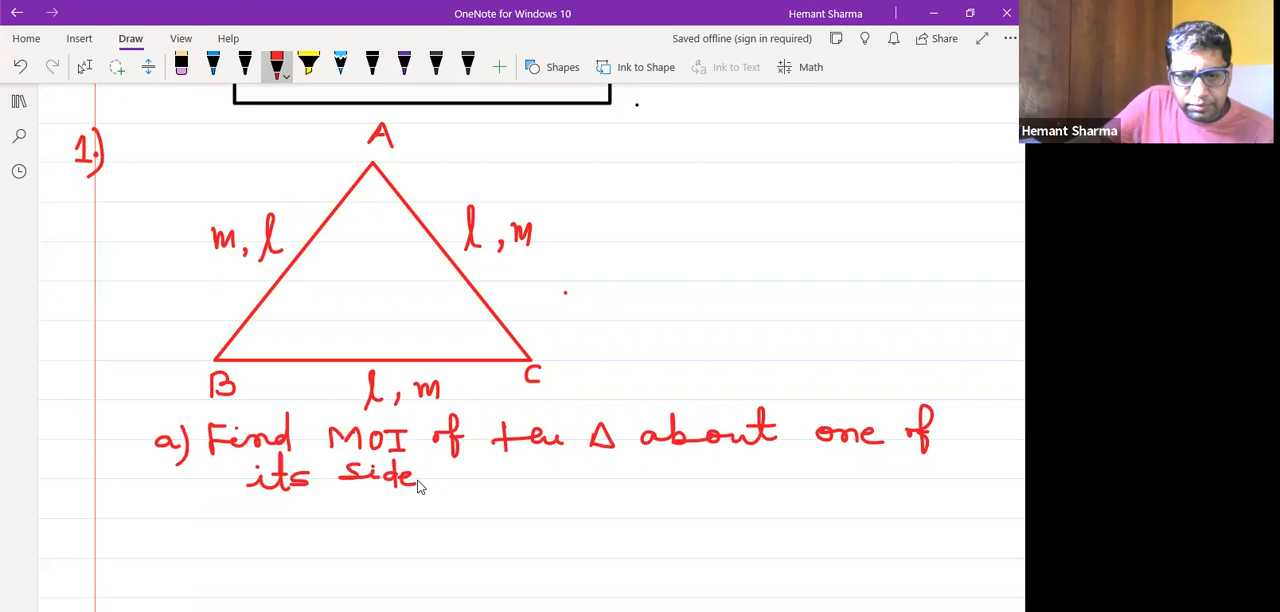 OneNote for Windows 10
Hemant Sharma
Home Insert Draw View Help
Saved offline (sign in required)
Share
Shapes
Ink to Shape
Ink to Text
Math
Hemant Sharma
1.)
A
m, l
l, m
B
C
l, m
a) Find MOI of the Δ about one of
its side